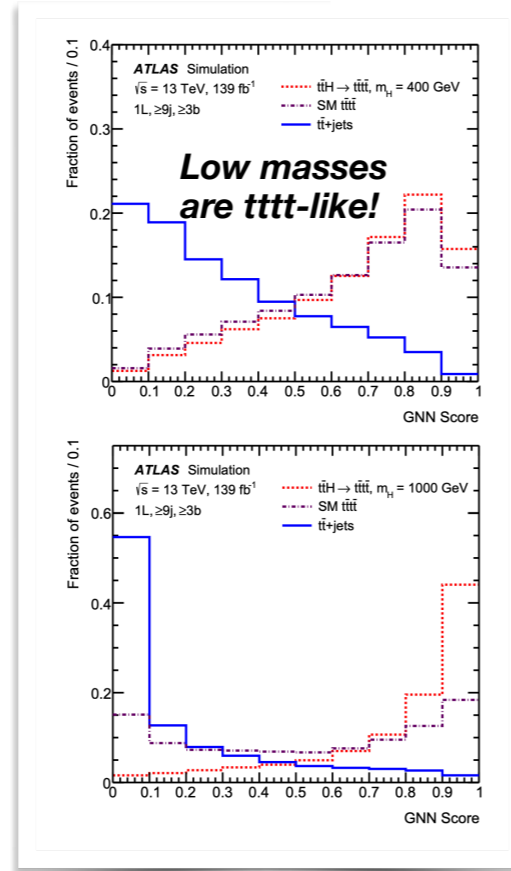 Fraction of events / 0.1
0.4
0.3
0.2
0.1
0
ATLAS Simulation
√s = 13 TeV, 139 fb⁻¹
1L, ≥9j, ≥3b
tt̄H → tt̄tt̄, m_H = 400 GeV
SM tt̄tt̄
tt̄+jets
Low masses
are tttt-like!
0 0.1 0.2 0.3 0.4 0.5 0.6 0.7 0.8 0.9 1
GNN Score
Fraction of events / 0.1
0.6
0.4
0.2
0
ATLAS Simulation
√s = 13 TeV, 139 fb⁻¹
1L, ≥9j, ≥3b
tt̄H → tt̄tt̄, m_H = 1000 GeV
SM tt̄tt̄
tt̄+jets
0 0.1 0.2 0.3 0.4 0.5 0.6 0.7 0.8 0.9 1
GNN Score